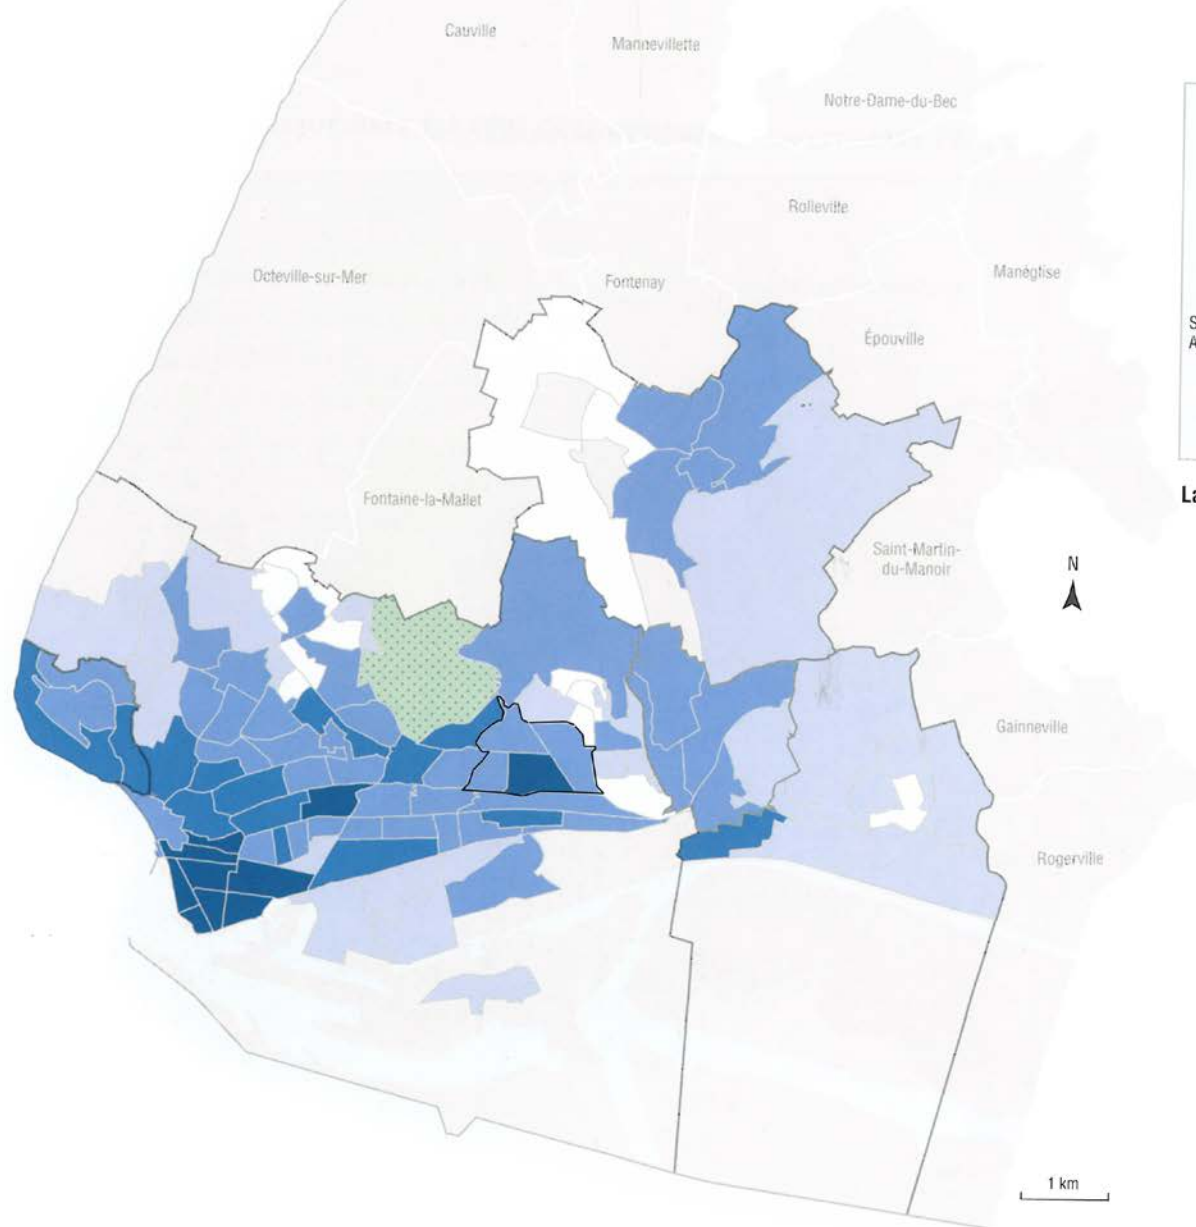 Cauville
Mannevillette
Notre-Dame-du-Bec
Rolleville
Octeville-sur-Mer
Fontenay
Manéglise
Épouville
S
A
Fontaine-la-Mallet
La
Saint-Martin-
du-Manoir
N
Gainneville
Rogerville
1 km